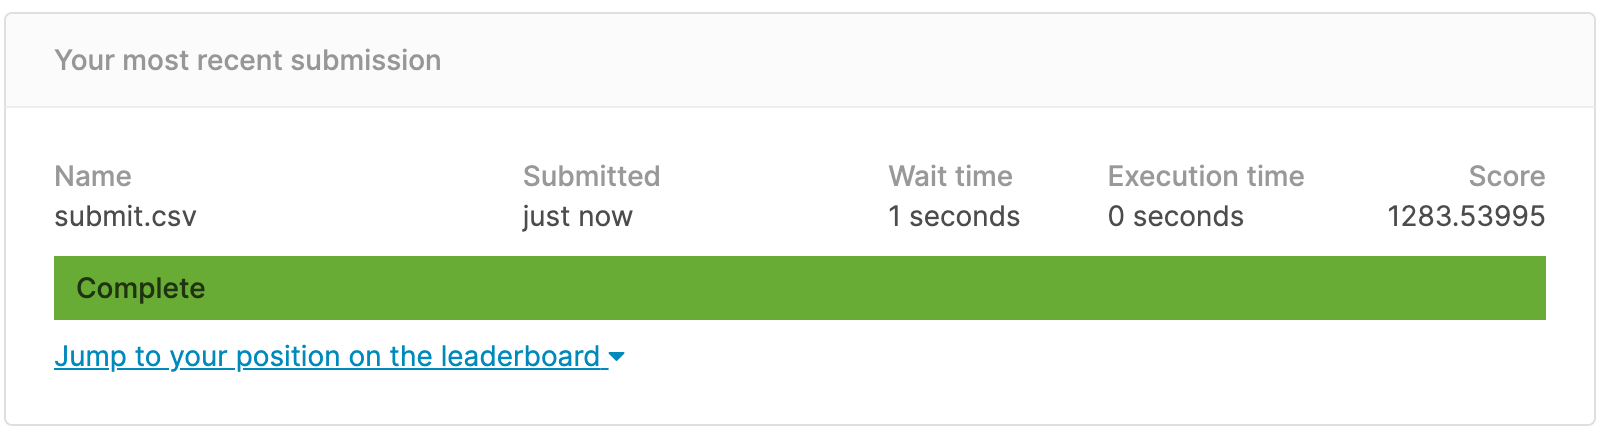 Your most recent submission
Name Submitted Wait time Execution time Score
submit.csv just now 1 seconds 0 seconds 1283.53995
Complete
Jump to your position on the leaderboard